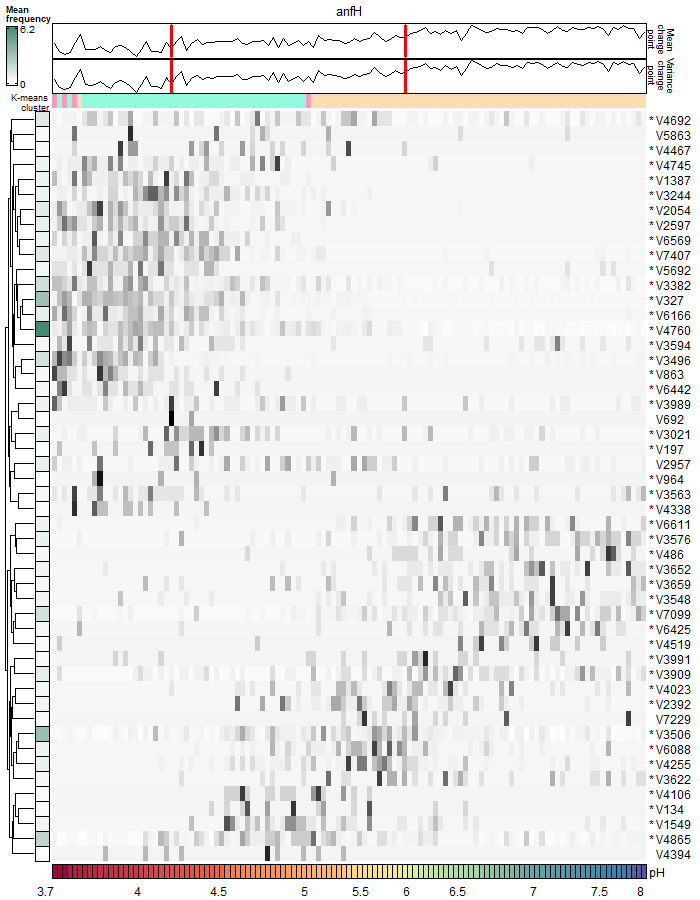 anfH
Mean
frequency
6.2
0
Mean
change
point
Variance
change
point
K-means
cluster
* V4692
V5863
* V4467
* V4745
* V1387
* V3244
* V2054
* V2597
* V6569
* V7407
* V5692
* V3382
* V327
* V6166
* V4760
* V3594
* V3496
* V863
* V6442
* V3989
V692
* V3021
* V197
V2957
* V964
* V3563
* V4338
* V6611
* V3576
* V486
* V3652
* V3659
* V3548
* V7099
* V6425
* V4519
* V3991
* V3909
* V4023
* V2392
V7229
* V3506
* V6088
* V4255
* V3622
* V4106
* V134
* V1549
* V4865
V4394
pH
3.7 4 4.5 5 5.5 6 6.5 7 7.5 8